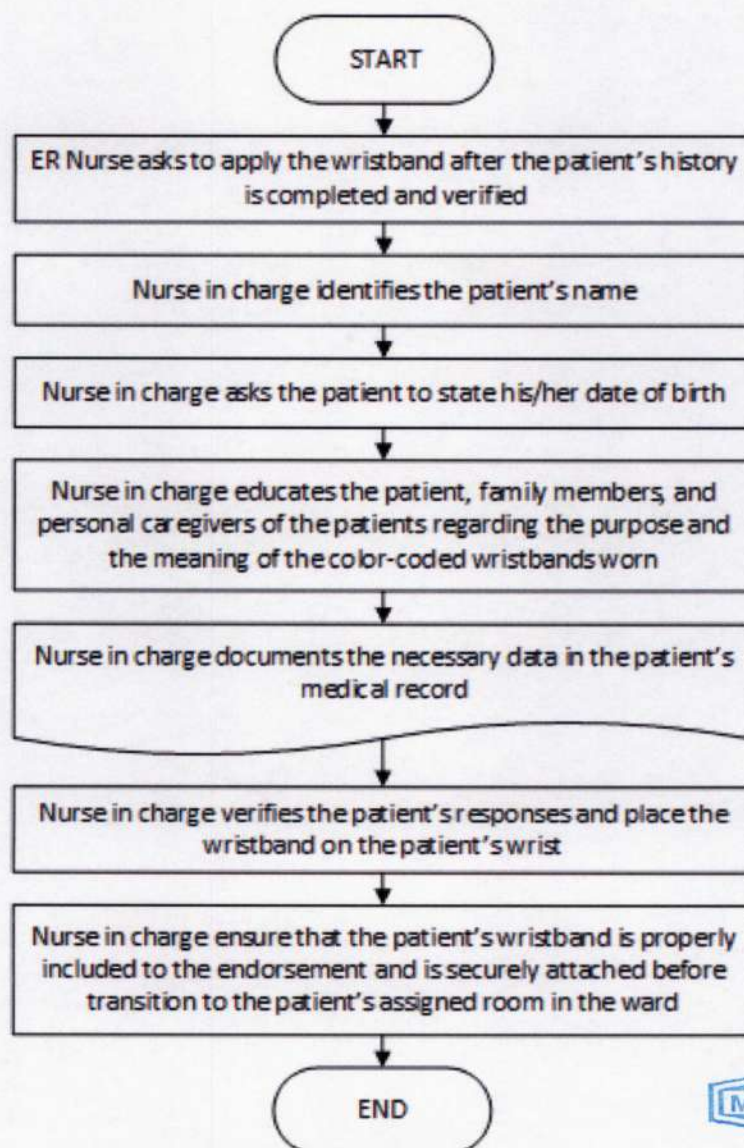 START
ER Nurse asks to apply the wristband after the patient's history
is completed and verified
Nurse in charge identifies the patient's name
Nurse in charge asks the patient to state his/her date of birth
Nurse in charge educates the patient, family members, and
personal caregivers of the patients regarding the purpose and
the meaning of the color-coded wristbands worn
Nurse in charge documents the necessary data in the patient's
medical record
Nurse in charge verifies the patient's responses and place the
wristband on the patient's wrist
Nurse in charge ensure that the patient's wristband is properly
included to the endorsement and is securely attached before
transition to the patient's assigned room in the ward
END